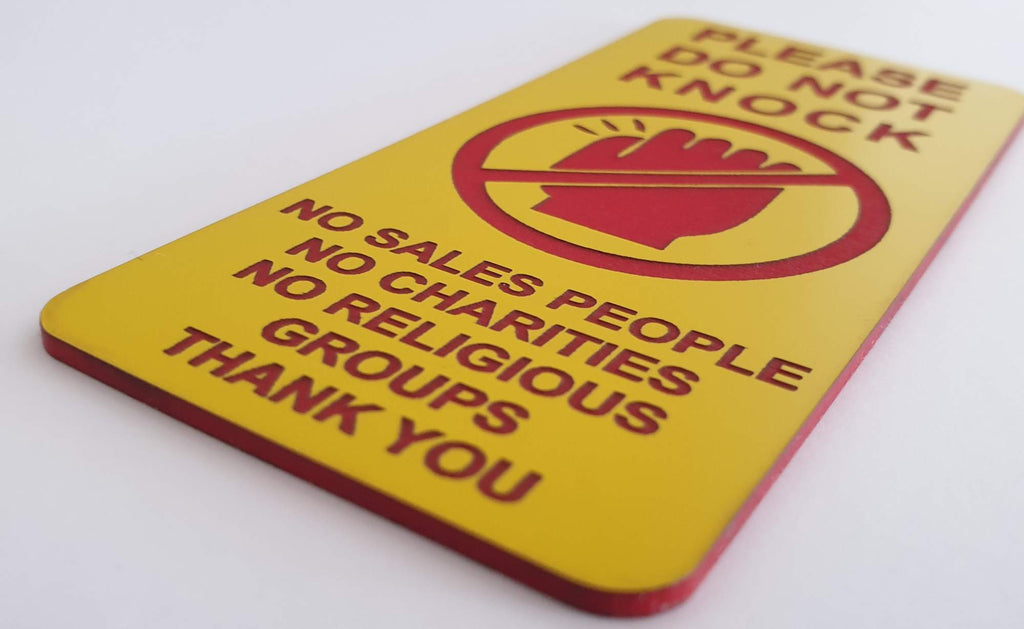 PLEASE
DO NOT
KNOCK
NO SALES PEOPLE
NO CHARITIES
NO RELIGIOUS
GROUPS
THANK YOU